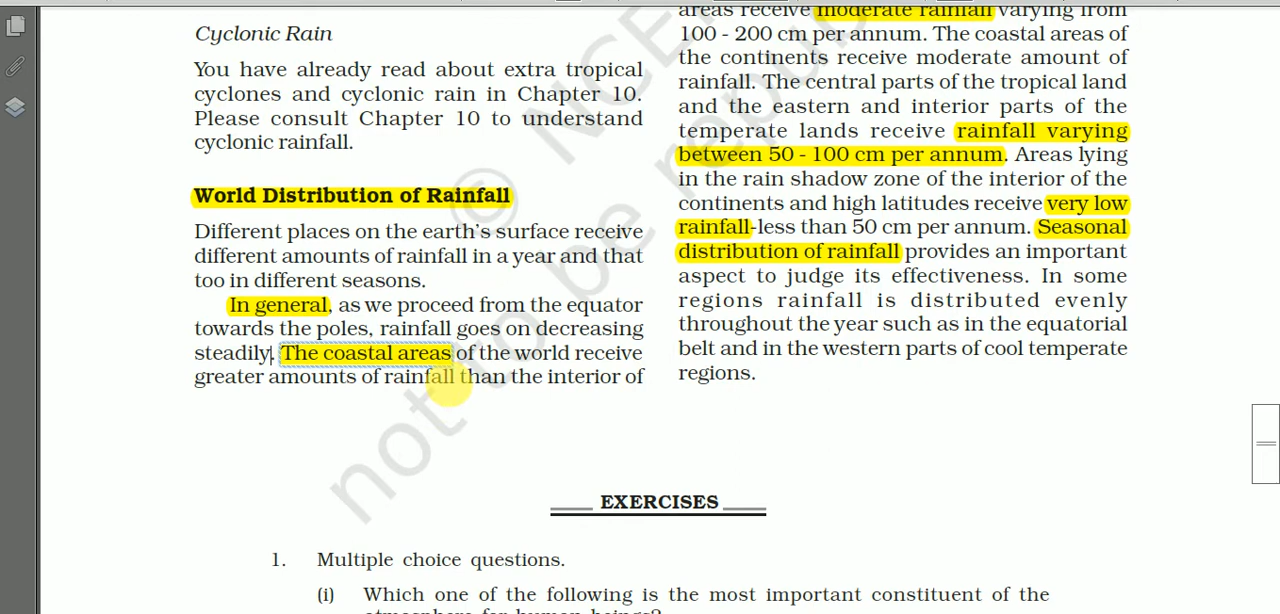 Cyclonic Rain
You have already read about extra tropical
cyclones and cyclonic rain in Chapter 10.
Please consult Chapter 10 to understand
cyclonic rainfall.
World Distribution of Rainfall
Different places on the earth's surface receive
different amounts of rainfall in a year and that
too in different seasons.
In general, as we proceed from the equator
towards the poles, rainfall goes on decreasing
steadily. The coastal areas of the world receive
greater amounts of rainfall than the interior of
areas receive moderate rainfall varying from
100 - 200 cm per annum. The coastal areas of
the continents receive moderate amount of
rainfall. The central parts of the tropical land
and the eastern and interior parts of the
temperate lands receive rainfall varying
between 50 - 100 cm per annum. Areas lying
in the rain shadow zone of the interior of the
continents and high latitudes receive very low
rainfall-less than 50 cm per annum. Seasonal
distribution of rainfall provides an important
aspect to judge its effectiveness. In some
regions rainfall is distributed evenly
throughout the year such as in the equatorial
belt and in the western parts of cool temperate
regions.
EXERCISES
1. Multiple choice questions.
(i) Which one of the following is the most important constituent of the
atmosphere for human beings?
© NCE
not to be repub